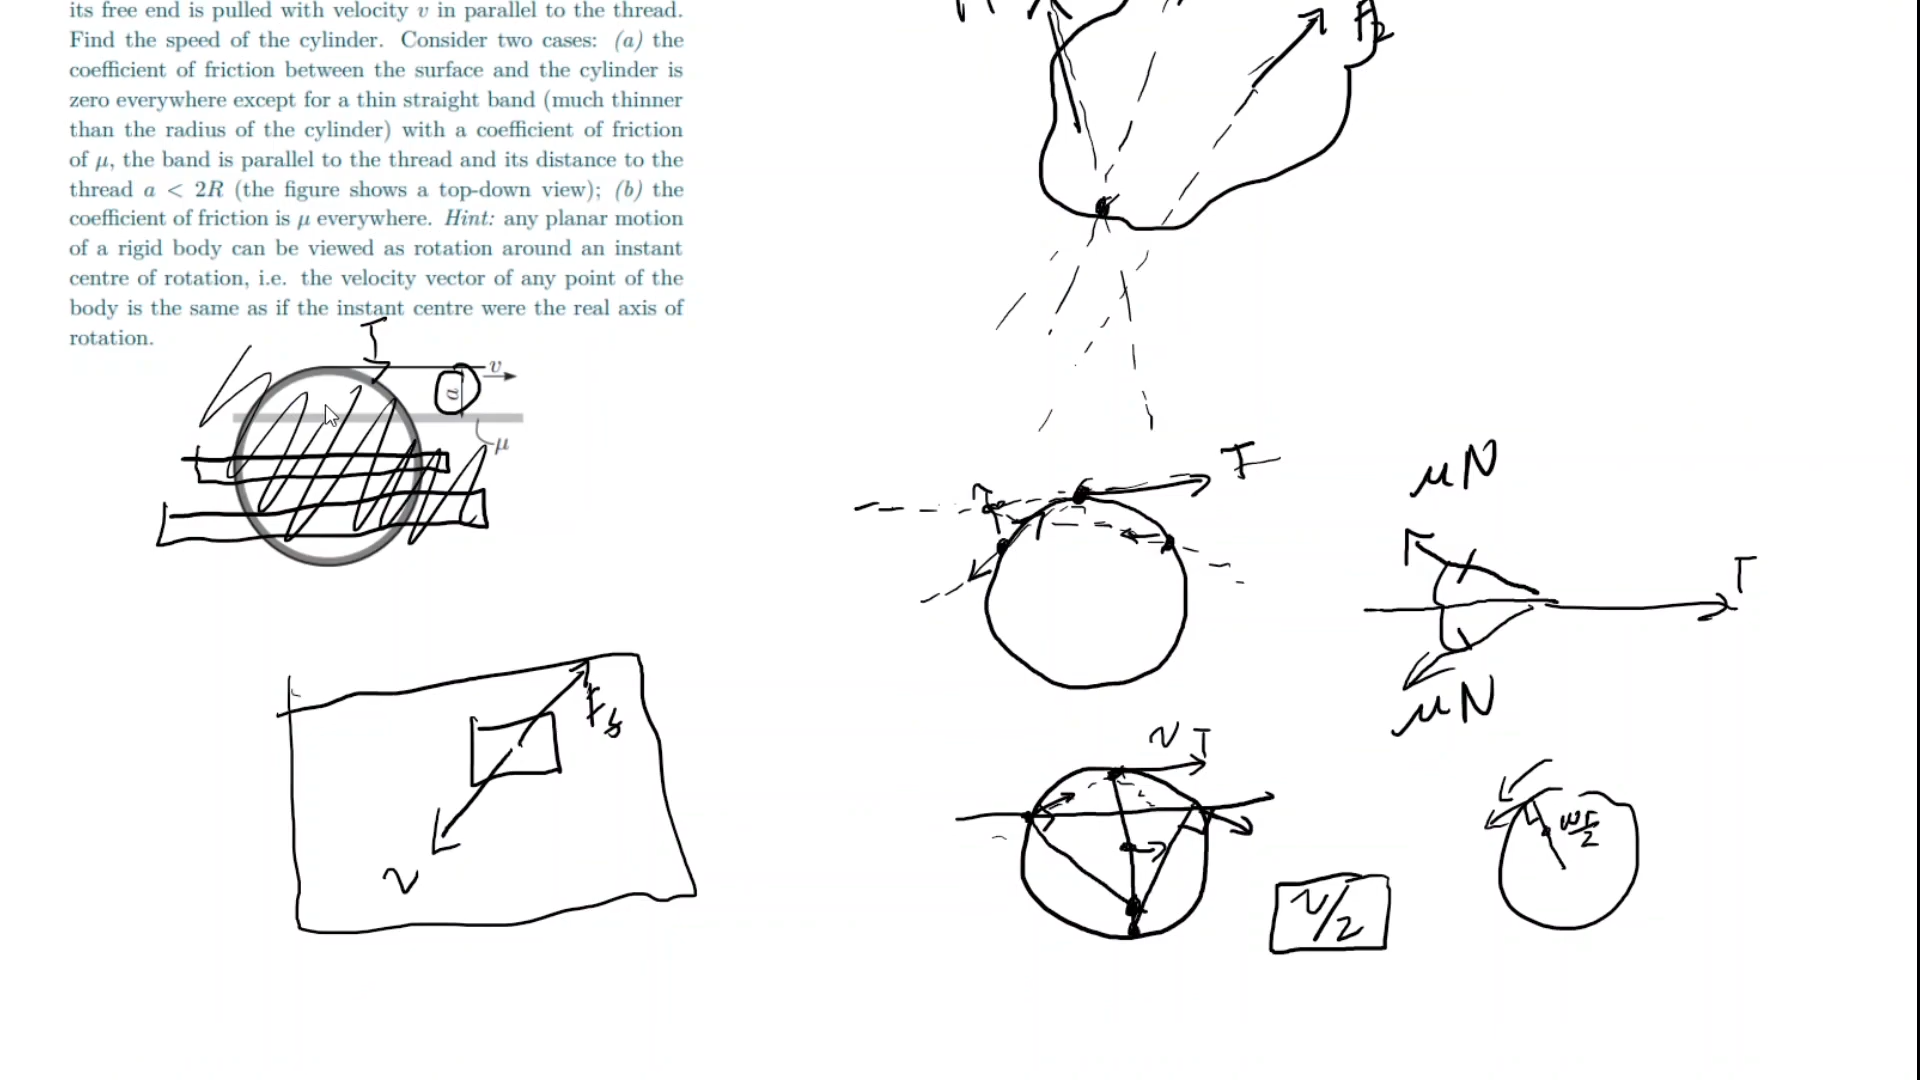 its free end is pulled with velocity v in parallel to the thread.
Find the speed of the cylinder. Consider two cases: (a) the
coefficient of friction between the surface and the cylinder is
zero everywhere except for a thin straight band (much thinner
than the radius of the cylinder) with a coefficient of friction
of μ, the band is parallel to the thread and its distance to the
thread a < 2R (the figure shows a top-down view); (b) the
coefficient of friction is μ everywhere. Hint: any planar motion
of a rigid body can be viewed as rotation around an instant
centre of rotation, i.e. the velocity vector of any point of the
body is the same as if the instant centre were the real axis of
rotation.
T
v
a
μ
F2
T
μN
T
μN
v T
v/2
ωr/2
v